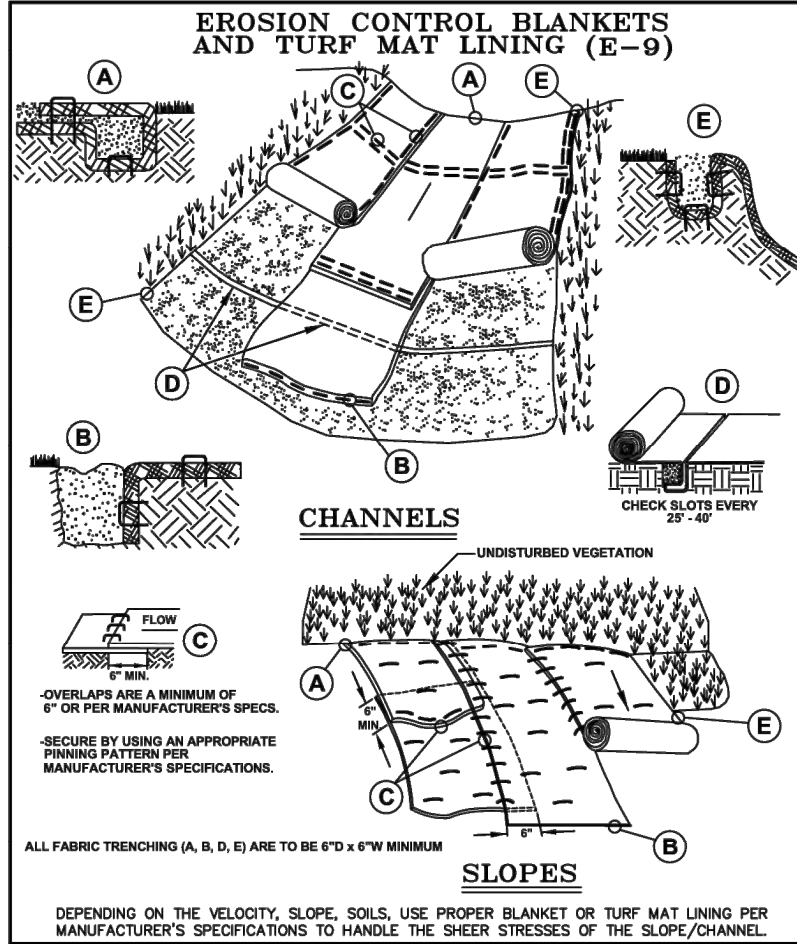 EROSION CONTROL BLANKETS
AND TURF MAT LINING (E-9)
A
C
A
E
E
E
D
B
B
D
CHECK SLOTS EVERY
25' - 40'
CHANNELS
UNDISTURBED VEGETATION
FLOW
C
6" MIN.
-OVERLAPS ARE A MINIMUM OF
6" OR PER MANUFACTURER'S SPECS.
-SECURE BY USING AN APPROPRIATE
PINNING PATTERN PER
MANUFACTURER'S SPECIFICATIONS.
A
6"
MIN
C
E
6"
B
ALL FABRIC TRENCHING (A, B, D, E) ARE TO BE 6"D x 6"W MINIMUM
SLOPES
DEPENDING ON THE VELOCITY, SLOPE, SOILS, USE PROPER BLANKET OR TURF MAT LINING PER
MANUFACTURER'S SPECIFICATIONS TO HANDLE THE SHEER STRESSES OF THE SLOPE/CHANNEL.